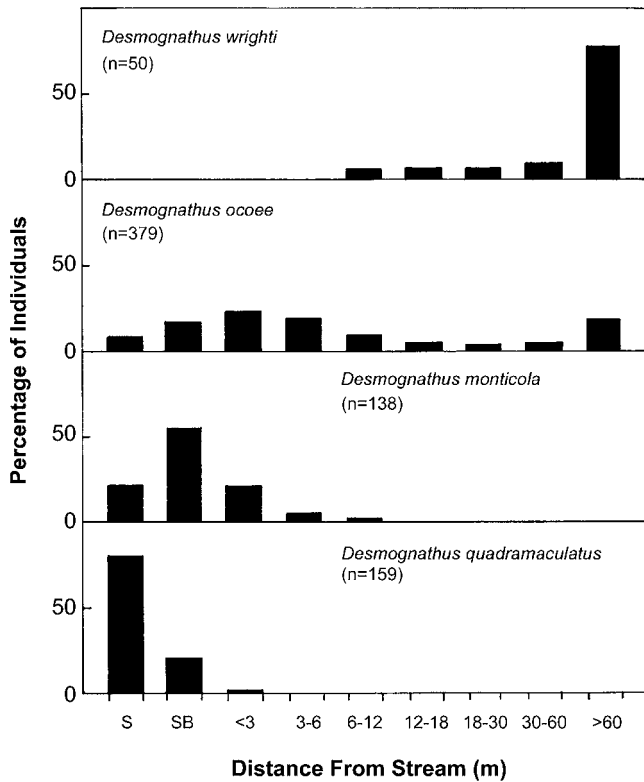 Desmognathus wrighti
(n=50)
50
0
Desmognathus ocoee
(n=379)
50
0
Desmognathus monticola
(n=138)
50
0
Desmognathus quadramaculatus
(n=159)
50
0
Percentage of Individuals
S SB <3 3-6 6-12 12-18 18-30 30-60 >60
Distance From Stream (m)